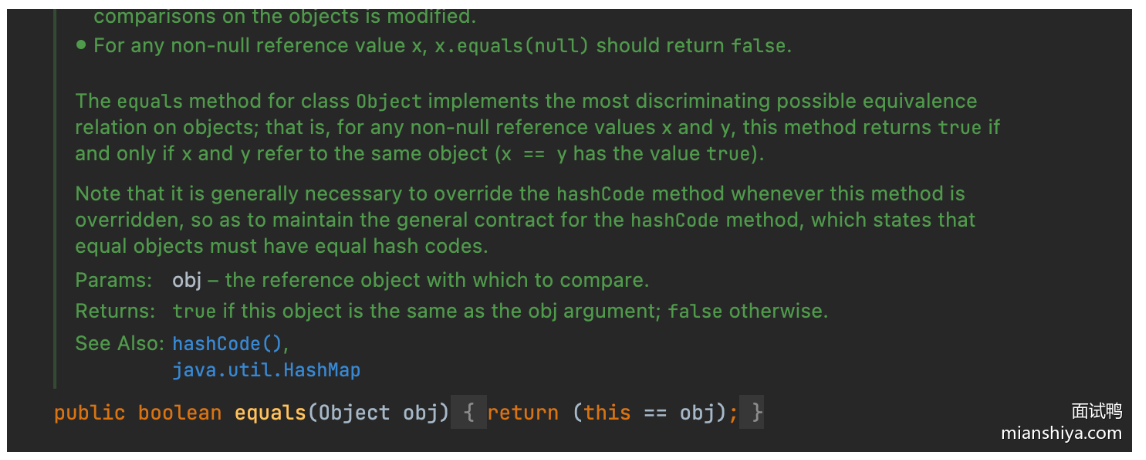 comparisons on the objects is modified.
• For any non-null reference value x, x.equals(null) should return false.
The equals method for class Object implements the most discriminating possible equivalence
relation on objects; that is, for any non-null reference values x and y, this method returns true if
and only if x and y refer to the same object (x == y has the value true).
Note that it is generally necessary to override the hashCode method whenever this method is
overridden, so as to maintain the general contract for the hashCode method, which states that
equal objects must have equal hash codes.
Params: obj – the reference object with which to compare.
Returns: true if this object is the same as the obj argument; false otherwise.
See Also: hashCode(),
java.util.HashMap
public boolean equals(Object obj) { return (this == obj); }
面试鸭
mianshiya.com